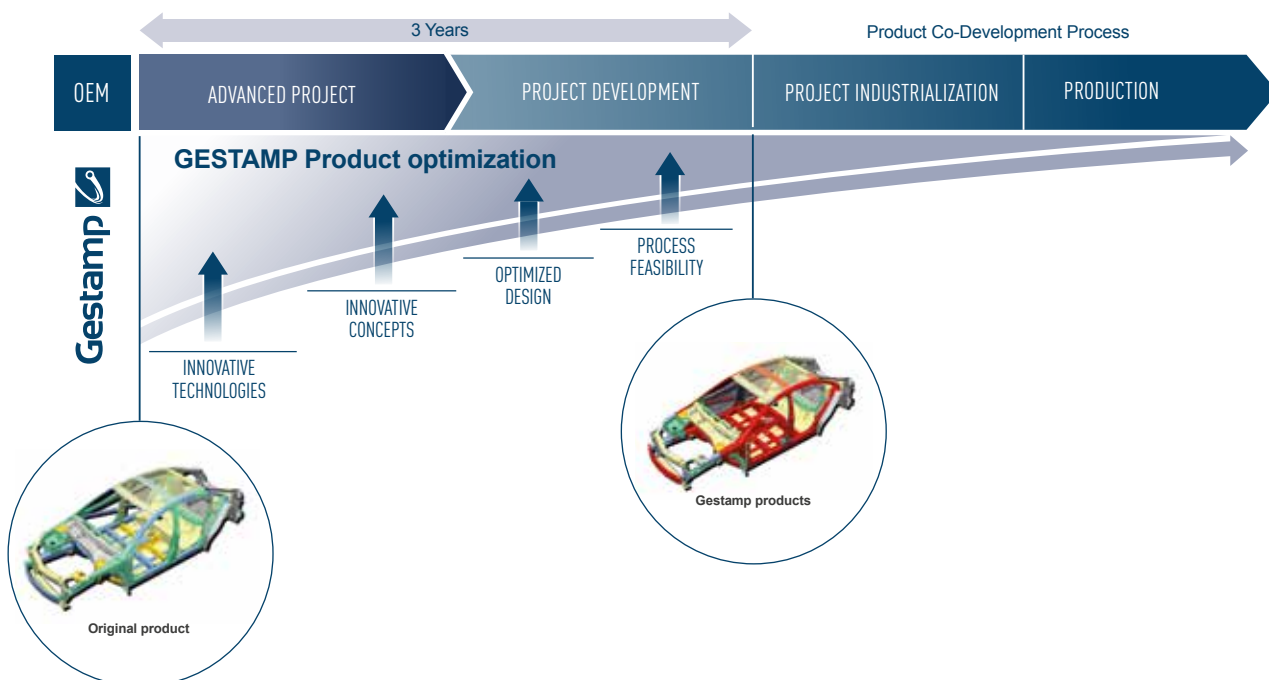 3 Years
Product Co-Development Process
OEM
ADVANCED PROJECT
PROJECT DEVELOPMENT
PROJECT INDUSTRIALIZATION
PRODUCTION
Gestamp
GESTAMP Product optimization
INNOVATIVE
TECHNOLOGIES
INNOVATIVE
CONCEPTS
OPTIMIZED
DESIGN
PROCESS
FEASIBILITY
Original product
Gestamp products